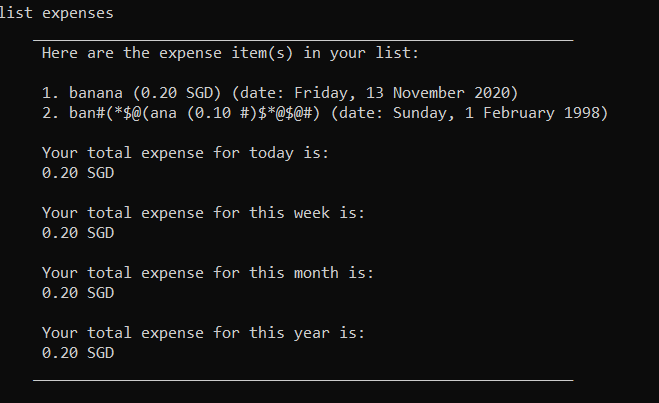 list expenses
Here are the expense item(s) in your list:
1. banana (0.20 SGD) (date: Friday, 13 November 2020)
2. ban#(*$@(ana (0.10 #)$*@$@#) (date: Sunday, 1 February 1998)
Your total expense for today is:
0.20 SGD
Your total expense for this week is:
0.20 SGD
Your total expense for this month is:
0.20 SGD
Your total expense for this year is:
0.20 SGD